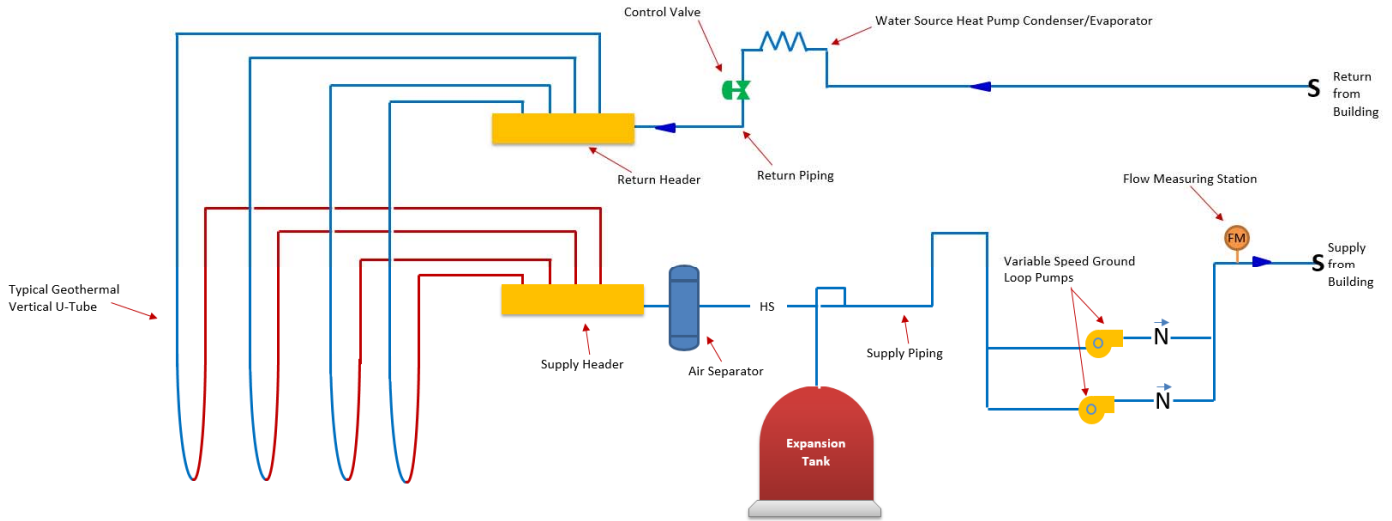 Control Valve
Water Source Heat Pump Condenser/Evaporator
S
Return
from
Building
Return Header
Return Piping
Flow Measuring Station
FM
S
Supply
from
Building
Variable Speed Ground
Loop Pumps
Typical Geothermal
Vertical U-Tube
HS
O
N
Supply Header
Air Separator
Supply Piping
O
N
Expansion
Tank